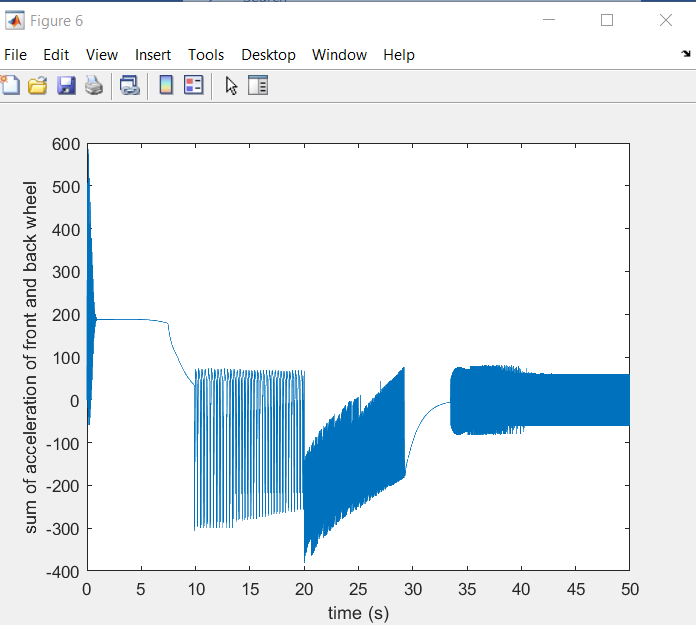 Search
Figure 6
File Edit View Insert Tools Desktop Window Help
600
500
400
300
200
100
0
-100
-200
-300
-400
sum of acceleration of front and back wheel
0 5 10 15 20 25 30 35 40 45 50
time (s)